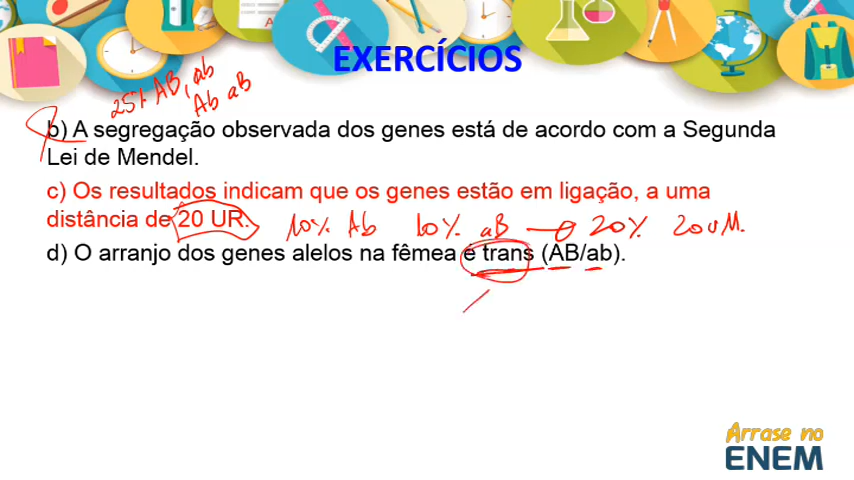 EXERCÍCIOS
25% AB, ab
Ab aB
b) A segregação observada dos genes está de acordo com a Segunda
Lei de Mendel.
c) Os resultados indicam que os genes estão em ligação, a uma
distância de 20 UR. 10% Ab 10% aB → 20% 20 UM.
d) O arranjo dos genes alelos na fêmea é trans (AB/ab).
Arrase no
ENEM